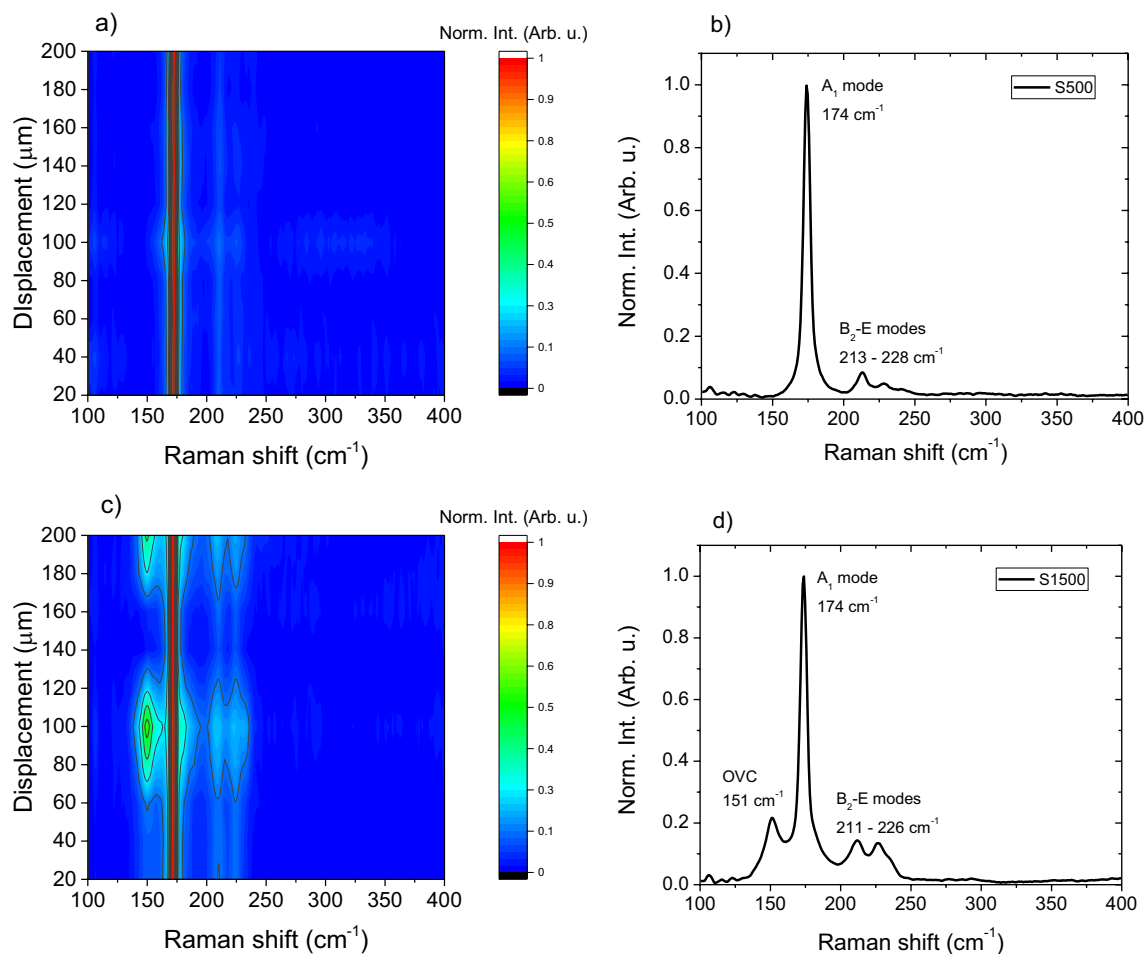 a)
Norm. Int. (Arb. u.)
200
180
160
140
120
100
80
60
40
20
DIsplacement (μm)
100 150 200 250 300 350 400
Raman shift (cm⁻¹)
1
0.9
0.8
0.7
0.6
0.5
0.4
0.3
0.2
0.1
0
b)
A₁ mode
174 cm⁻¹
S500
B₂-E modes
213 - 228 cm⁻¹
1.0
0.8
0.6
0.4
0.2
0.0
Norm. Int. (Arb. u.)
100 150 200 250 300 350 400
Raman shift (cm⁻¹)
c)
Norm. Int. (Arb. u.)
200
180
160
140
120
100
80
60
40
20
Displacement (μm)
100 150 200 250 300 350 400
Raman shift (cm⁻¹)
1
0.9
0.8
0.7
0.6
0.5
0.4
0.3
0.2
0.1
0
d)
A₁ mode
174 cm⁻¹
S1500
OVC
151 cm⁻¹
B₂-E modes
211 - 226 cm⁻¹
1.0
0.8
0.6
0.4
0.2
0.0
Norm. Int. (Arb. u.)
100 150 200 250 300 350 400
Raman shift (cm⁻¹)